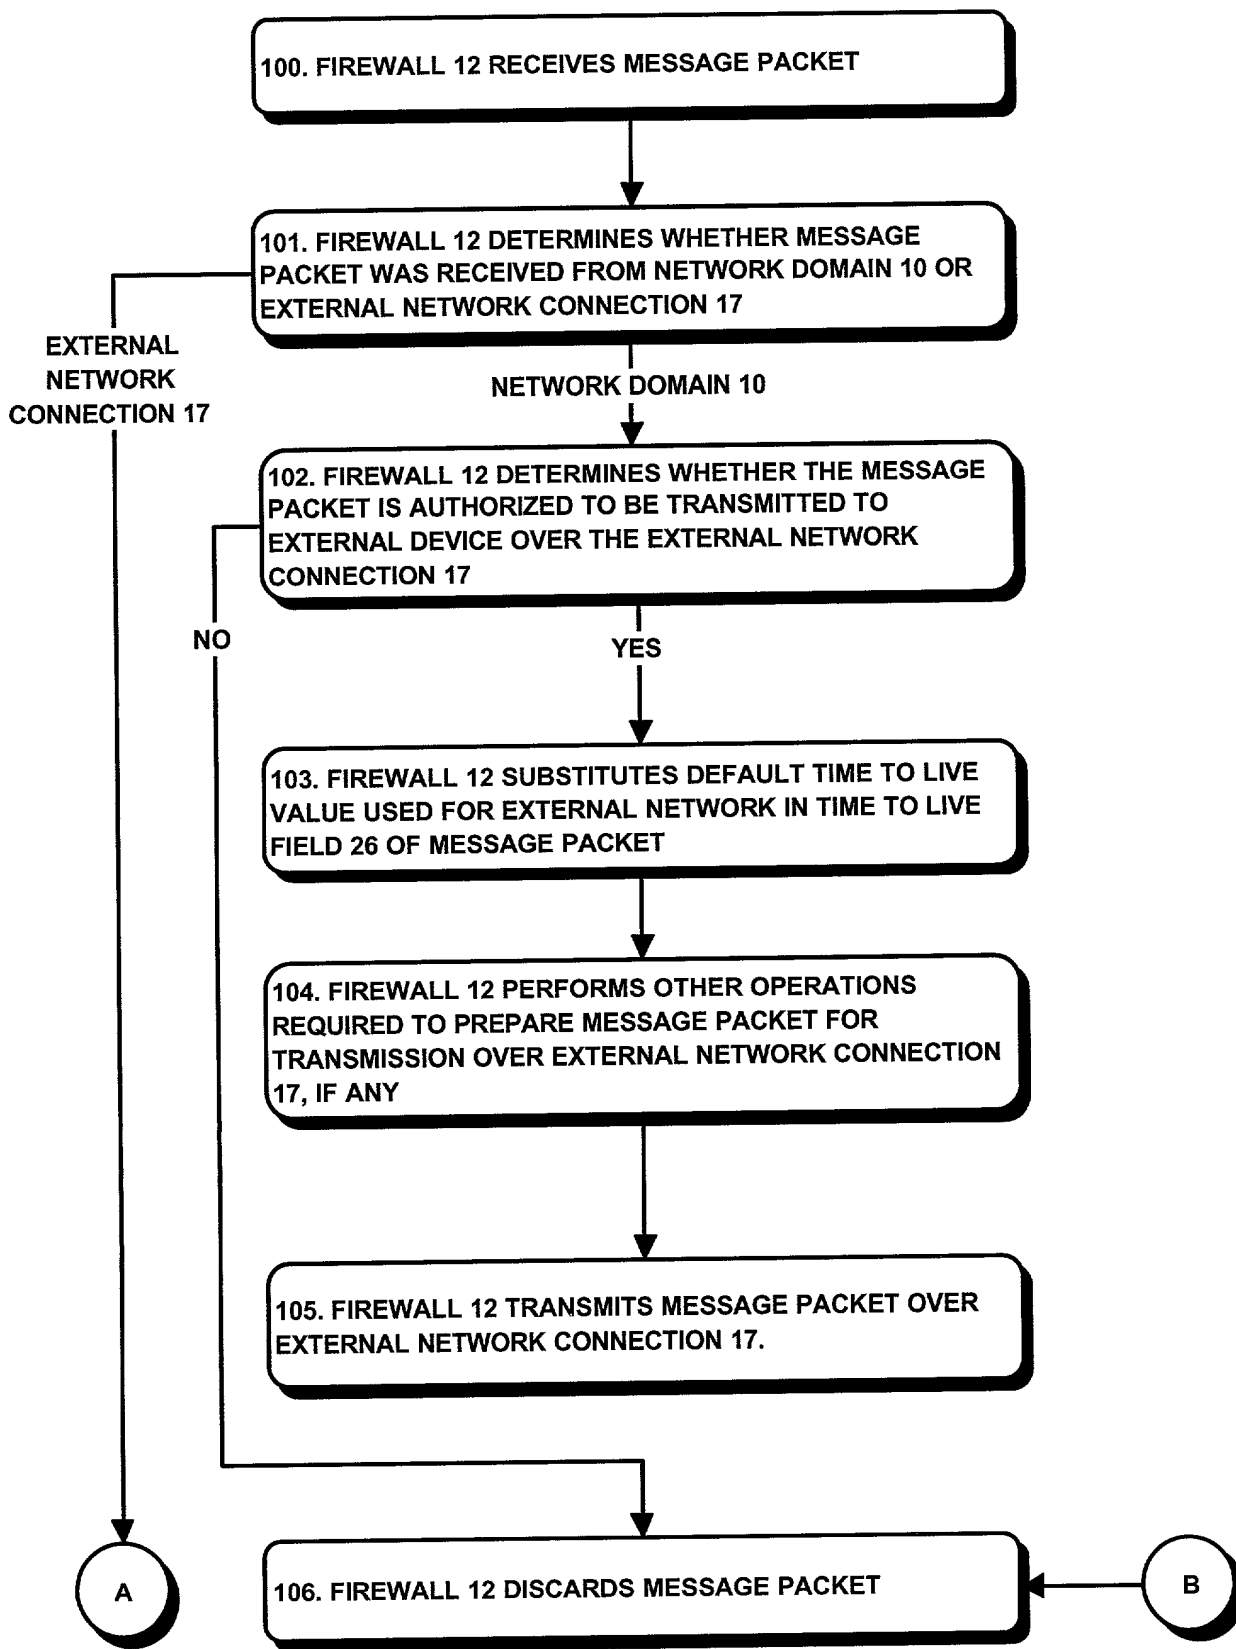 100. FIREWALL 12 RECEIVES MESSAGE PACKET
101. FIREWALL 12 DETERMINES WHETHER MESSAGE
PACKET WAS RECEIVED FROM NETWORK DOMAIN 10 OR
EXTERNAL NETWORK CONNECTION 17
EXTERNAL
NETWORK
CONNECTION 17
NETWORK DOMAIN 10
102. FIREWALL 12 DETERMINES WHETHER THE MESSAGE
PACKET IS AUTHORIZED TO BE TRANSMITTED TO
EXTERNAL DEVICE OVER THE EXTERNAL NETWORK
CONNECTION 17
NO
YES
103. FIREWALL 12 SUBSTITUTES DEFAULT TIME TO LIVE
VALUE USED FOR EXTERNAL NETWORK IN TIME TO LIVE
FIELD 26 OF MESSAGE PACKET
104. FIREWALL 12 PERFORMS OTHER OPERATIONS
REQUIRED TO PREPARE MESSAGE PACKET FOR
TRANSMISSION OVER EXTERNAL NETWORK CONNECTION
17, IF ANY
105. FIREWALL 12 TRANSMITS MESSAGE PACKET OVER
EXTERNAL NETWORK CONNECTION 17.
A
106. FIREWALL 12 DISCARDS MESSAGE PACKET
B